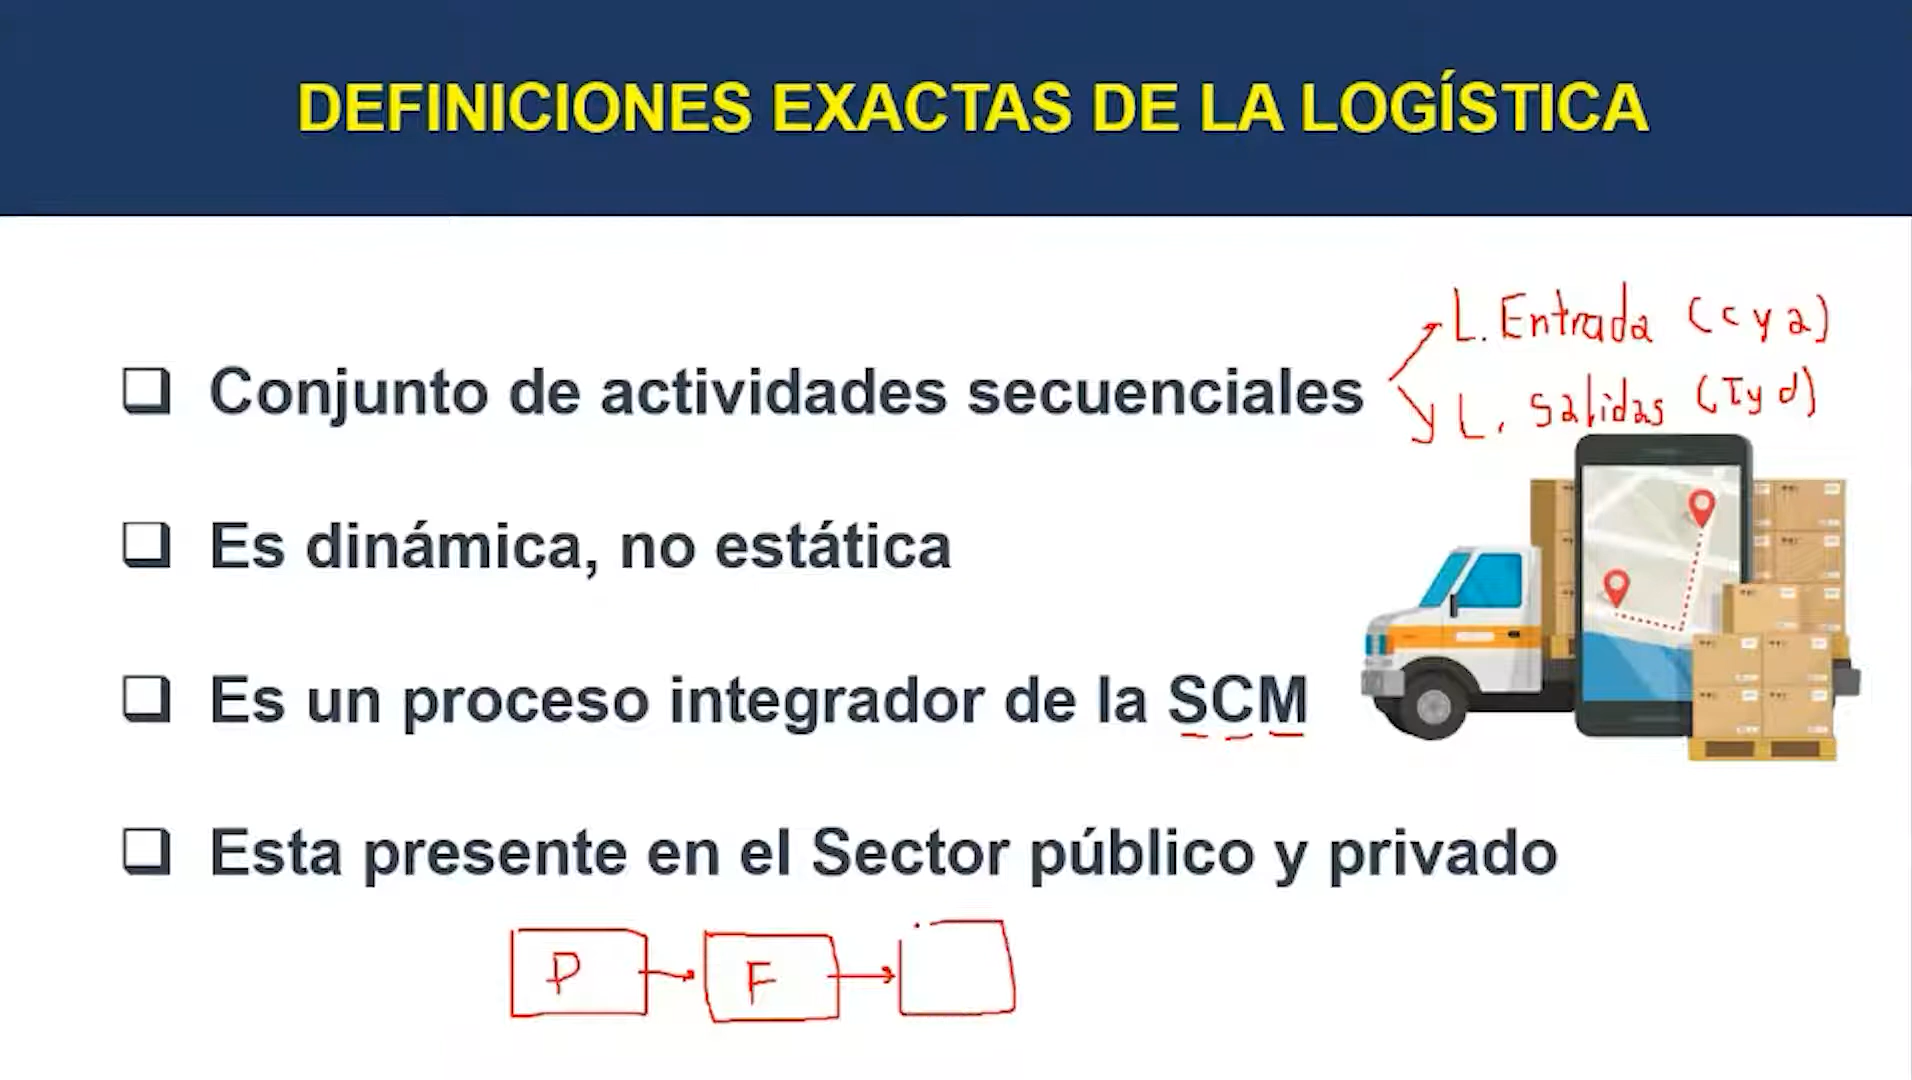 DEFINICIONES EXACTAS DE LA LOGÍSTICA
L. Entrada (c y a)
Conjunto de actividades secuenciales
L. Salidas (T y d)
Es dinámica, no estática
Es un proceso integrador de la SCM
Esta presente en el Sector público y privado
P F